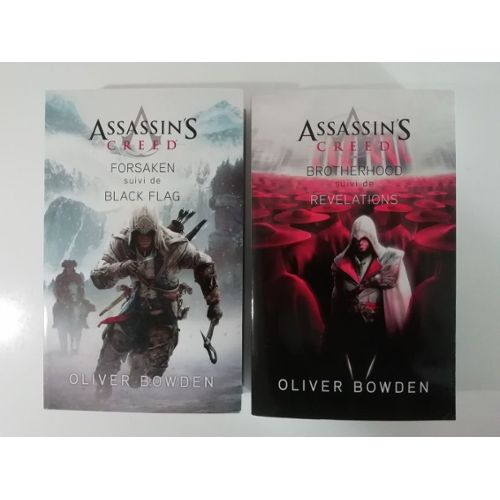 ASSASSIN'S
CREED
FORSAKEN
suivi de
BLACK FLAG
OLIVER BOWDEN
ASSASSIN'S
CREED
BROTHERHOOD
suivi de
REVELATIONS
OLIVER BOWDEN